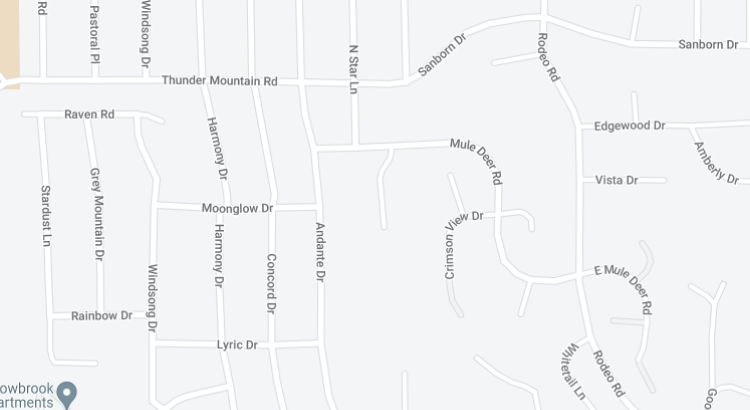 Rd
Pastoral Pl
Windsong Dr
N Star Ln
Sanborn Dr
Rodeo Rd
Sanborn Dr
Thunder Mountain Rd
Raven Rd
Harmony Dr
Mule Deer Rd
Edgewood Dr
Amberly Dr
Grey Mountain Dr
Stardust Ln
Moonglow Dr
Vista Dr
Crimson View Dr
Windsong Dr
Harmony Dr
Concord Dr
Andante Dr
E Mule Deer Rd
Rainbow Dr
Lyric Dr
Whitetail Ln
Rodeo Rd
Goo
owbrook
artments